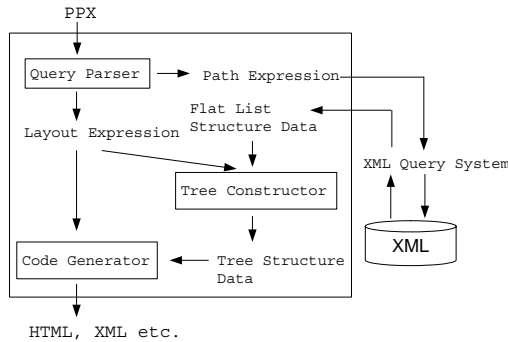 PPX
Query Parser
Path Expression
Flat List
Structure Data
Layout Expression
XML Query System
Tree Constructor
XML
Code Generator
Tree Structure
Data
HTML, XML etc.